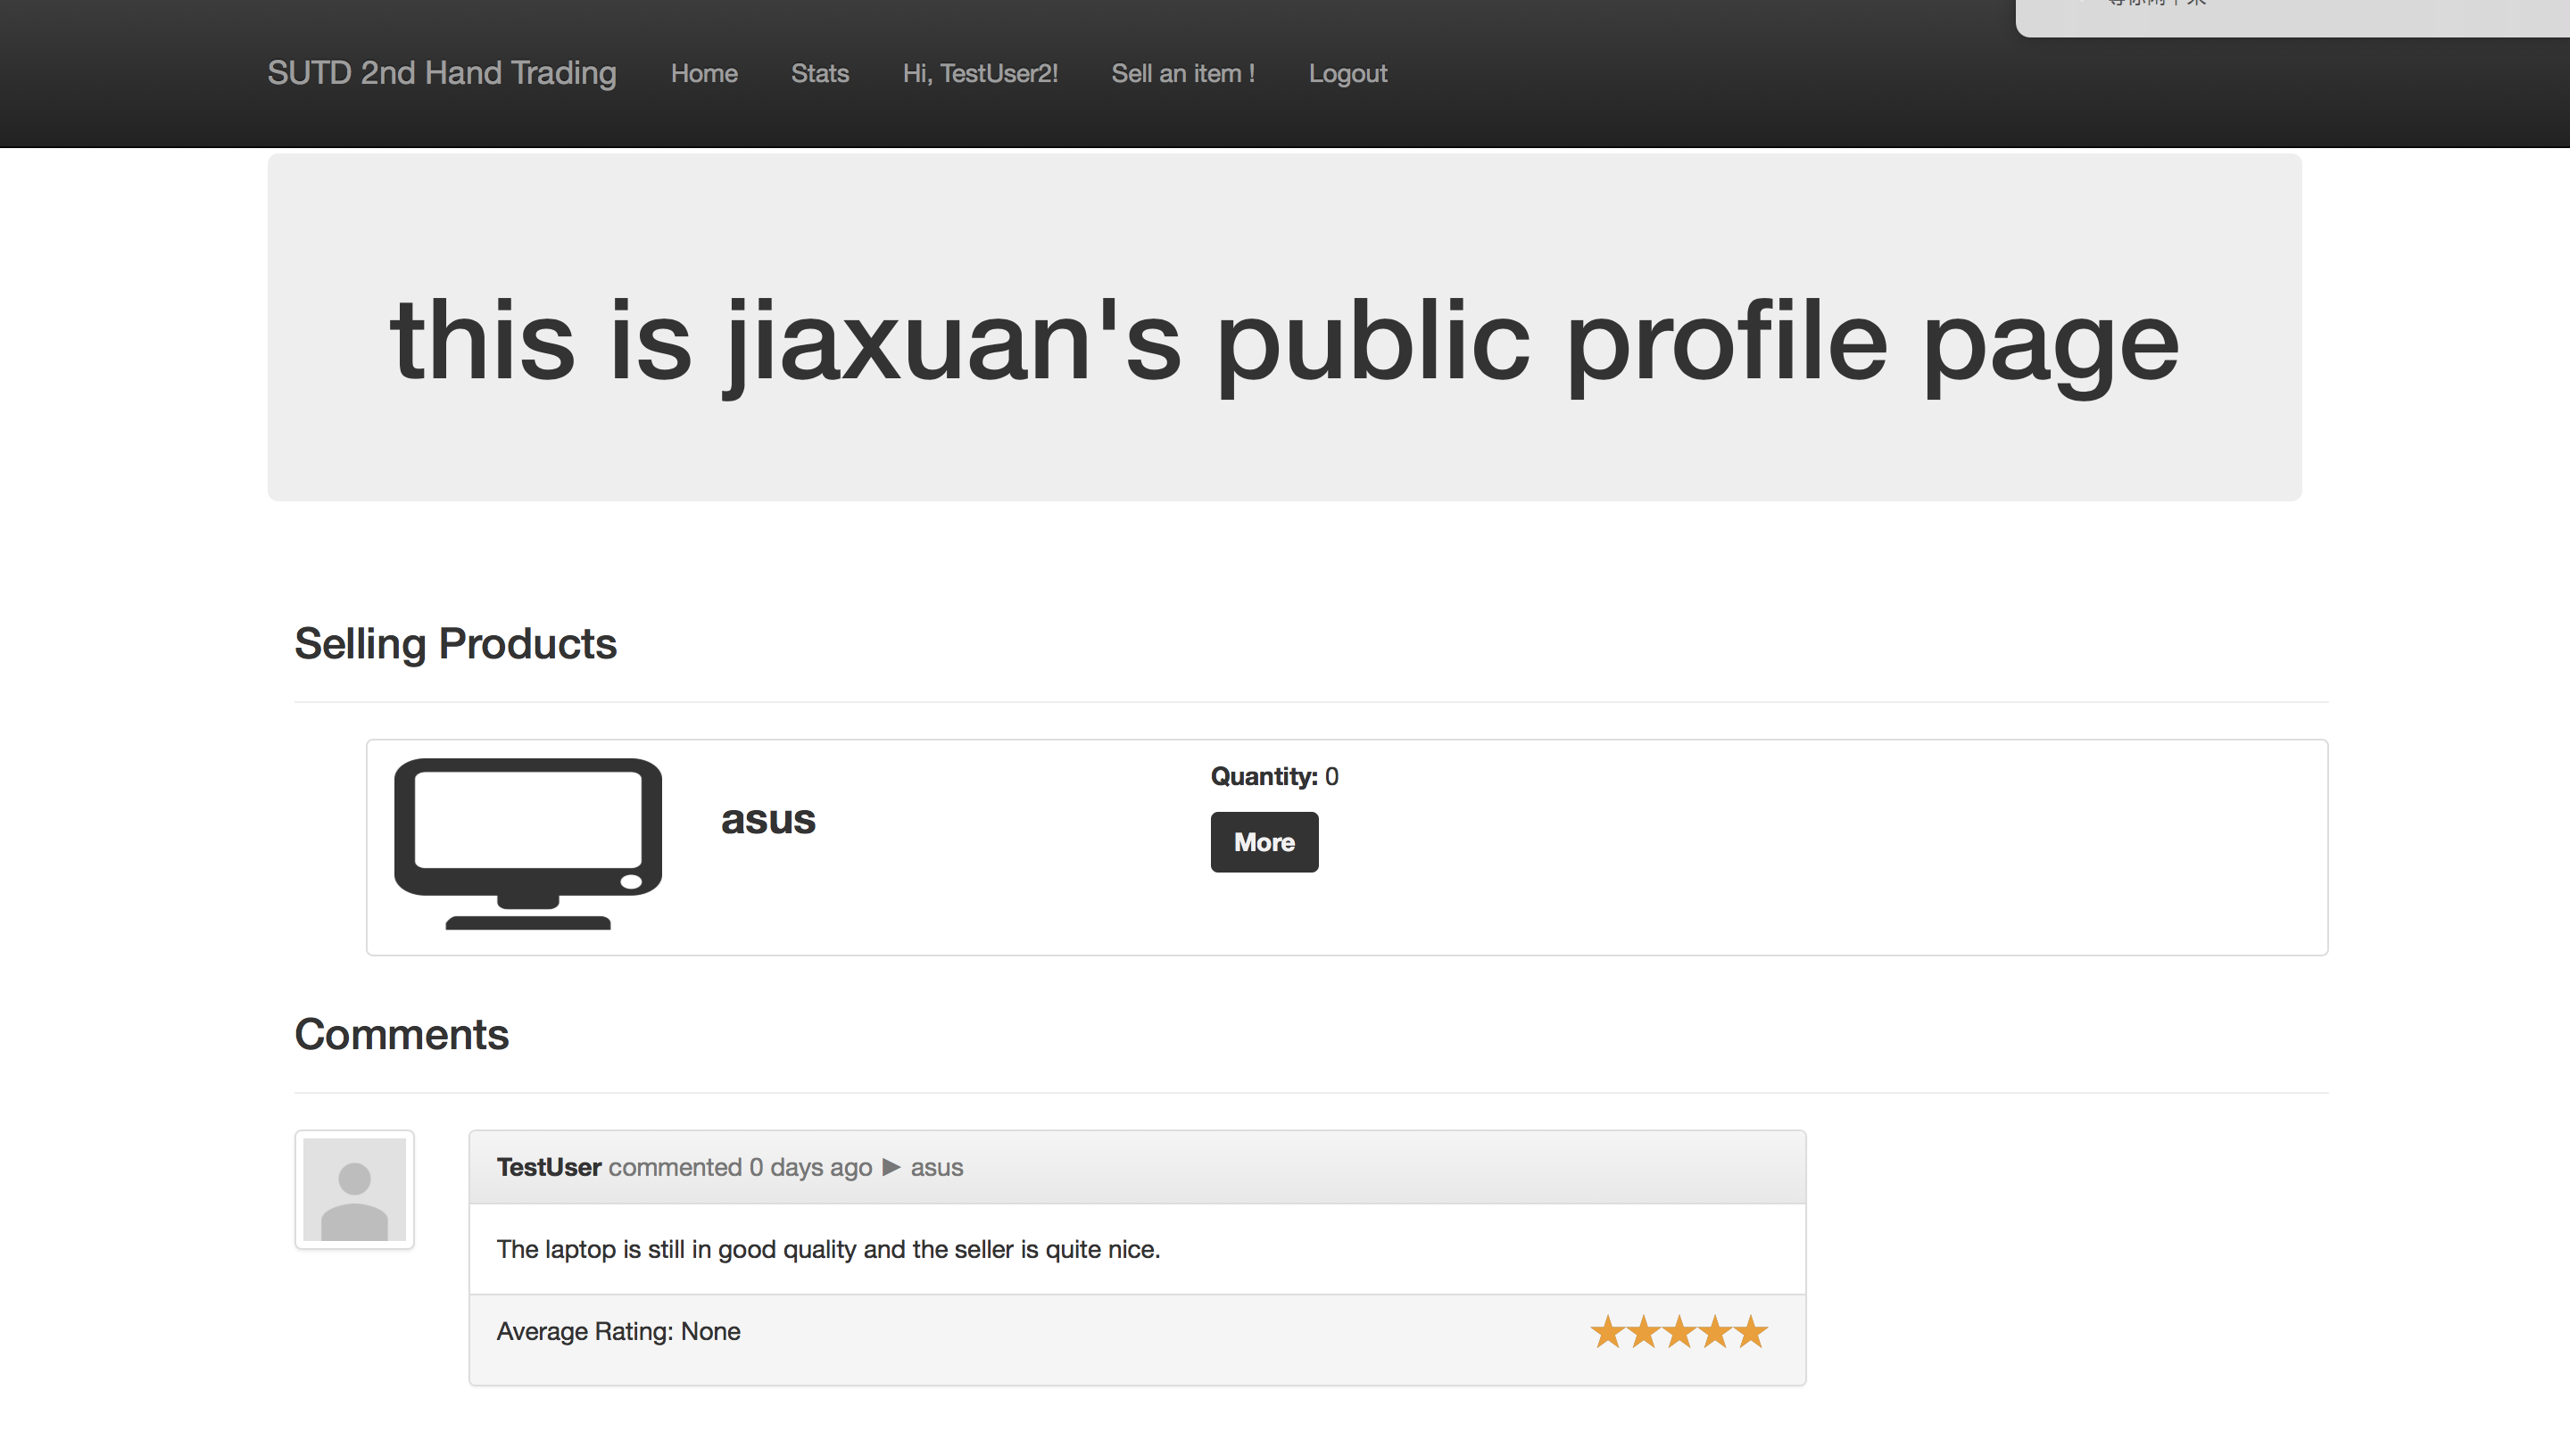 SUTD 2nd Hand Trading Home Stats Hi, TestUser2! Sell an item ! Logout
this is jiaxuan's public profile page
Selling Products
asus
Quantity: 0
More
Comments
TestUser commented 0 days ago ▶ asus
The laptop is still in good quality and the seller is quite nice.
Average Rating: None ★★★★★